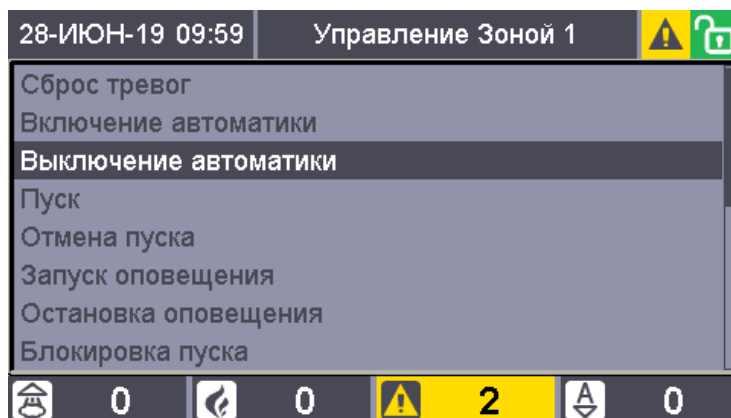 28-ИЮН-19 09:59 Управление Зоной 1
Сброс тревог
Включение автоматики
Выключение автоматики
Пуск
Отмена пуска
Запуск оповещения
Остановка оповещения
Блокировка пуска
0 0 2 A 0